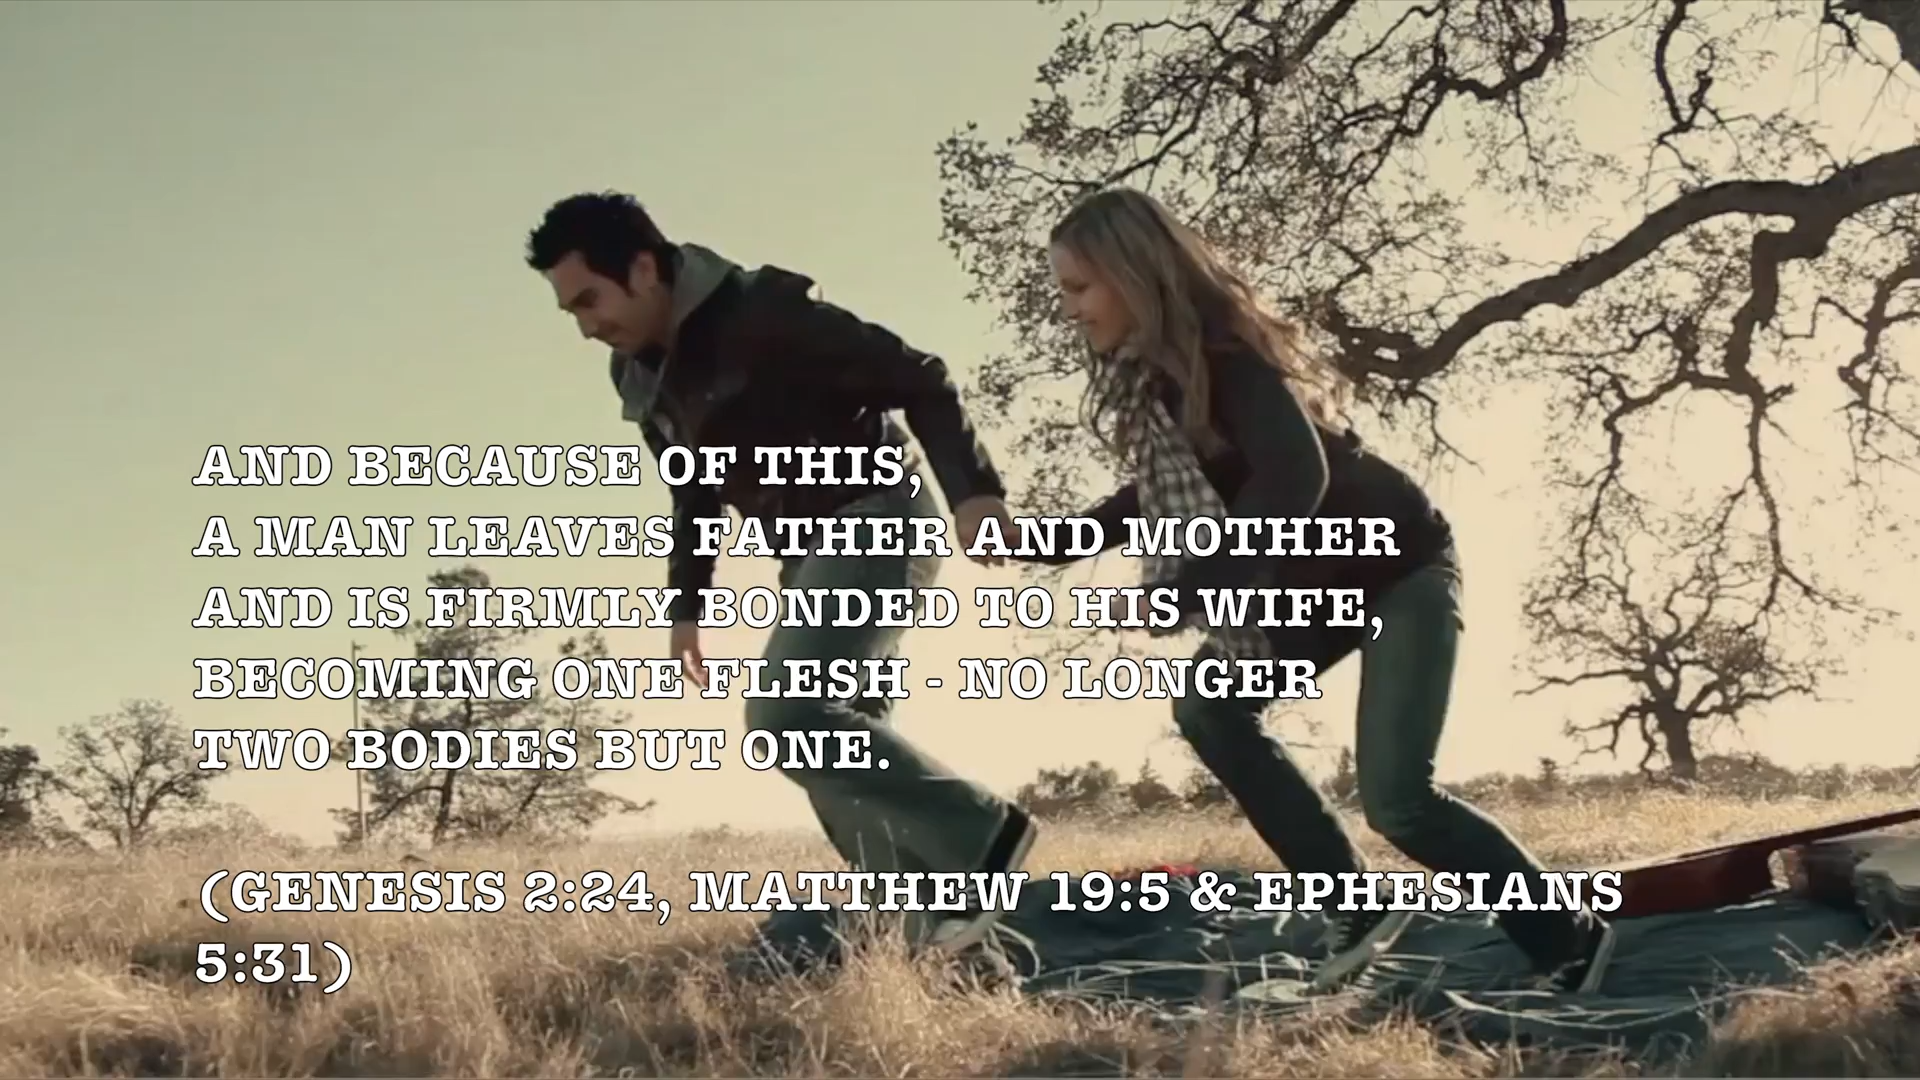 AND BECAUSE OF THIS,
A MAN LEAVES FATHER AND MOTHER
AND IS FIRMLY BONDED TO HIS WIFE,
BECOMING ONE FLESH - NO LONGER
TWO BODIES BUT ONE.
(GENESIS 2:24, MATTHEW 19:5 & EPHESIANS
5:31)